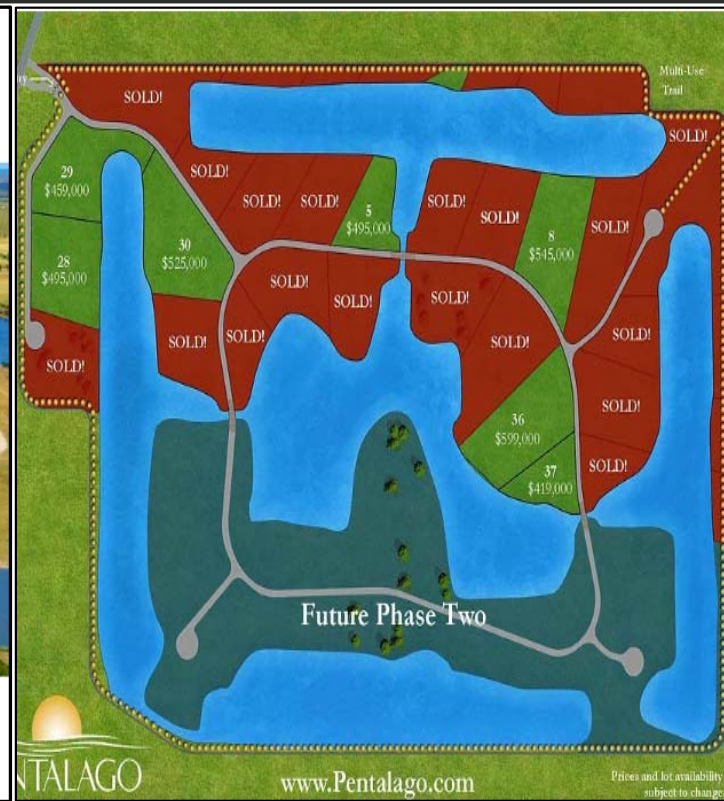 Multi-Use
Trail
SOLD!
SOLD!
29
$459,000
SOLD!
SOLD!
SOLD!
5
$495,000
SOLD!
SOLD!
8
$545,000
SOLD!
28
$495,000
30
$525,000
SOLD!
SOLD!
SOLD!
SOLD!
SOLD!
SOLD!
SOLD!
SOLD!
SOLD!
SOLD!
36
$599,000
37
$419,000
SOLD!
Future Phase Two
NTALAGO
www.Pentalago.com
Prices and lot availability
subject to change